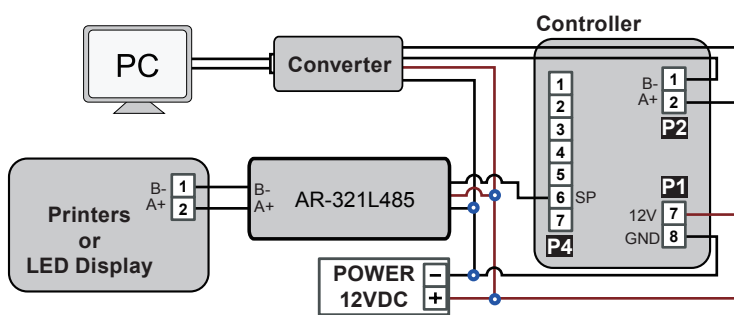 Controller
PC
Converter
1
2
3
4
5
6 SP
7
P4
B- 1
A+ 2
P2
P1
12V 7
GND 8
Printers
or
LED Display
B- 1
A+ 2
B-
A+
AR-321L485
POWER −
12VDC +